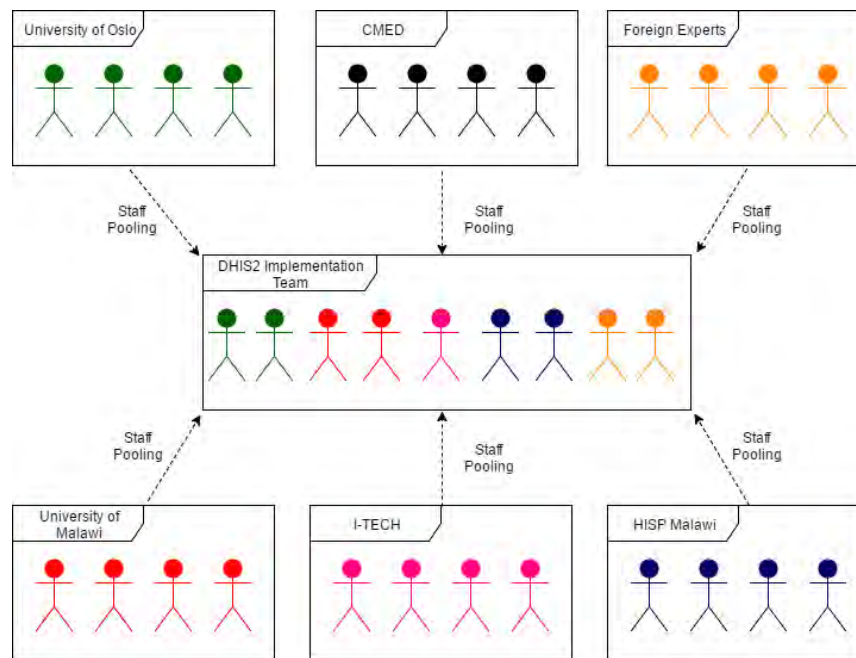 University of Oslo
CMED
Foreign Experts
Staff
Pooling
Staff
Pooling
Staff
Pooling
DHIS2 Implementation
Team
Staff
Pooling
Staff
Pooling
Staff
Pooling
University of
Malawi
I-TECH
HISP Malawi